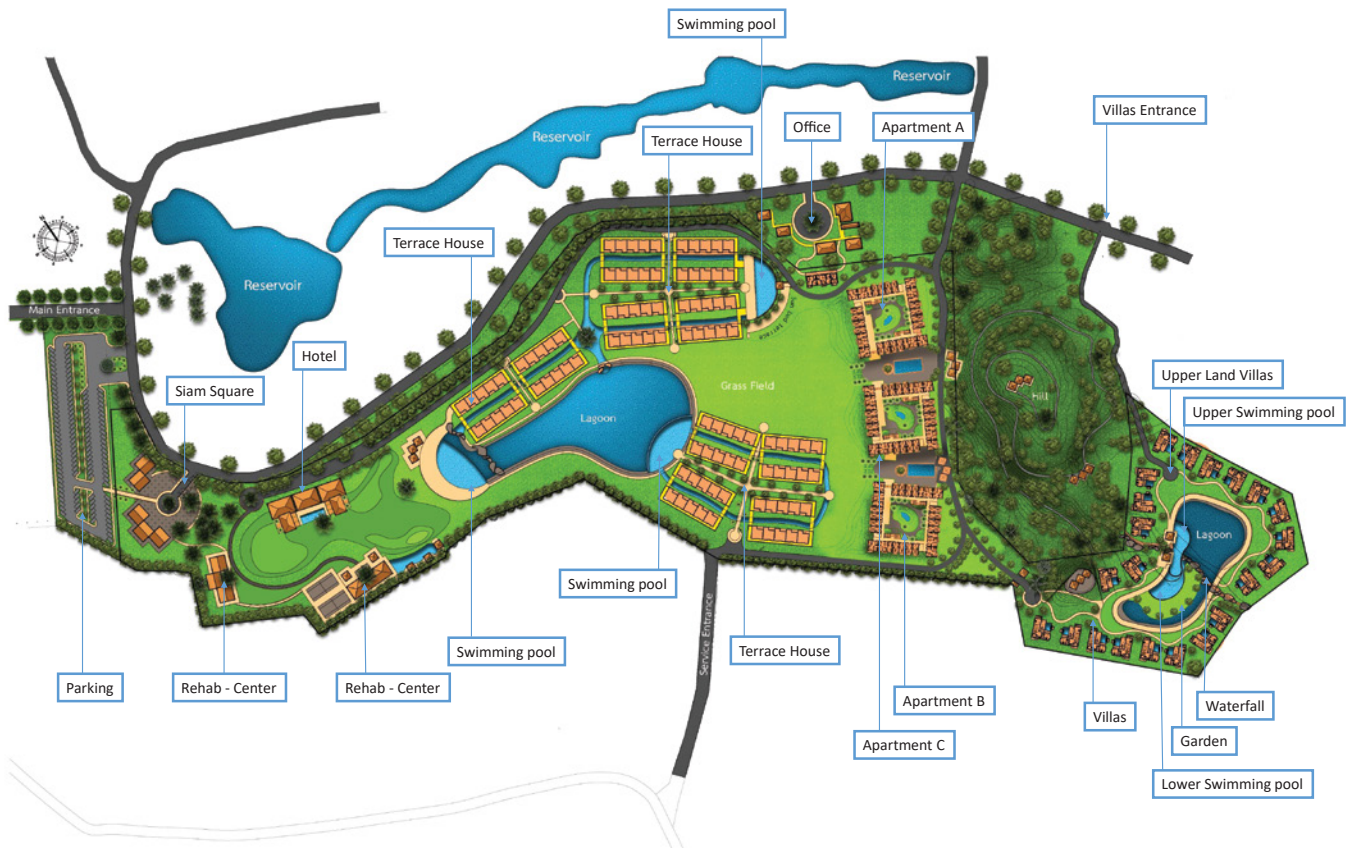 Swimming pool
Reservoir
Villas Entrance
Office
Apartment A
Reservoir
Terrace House
Terrace House
Reservoir
Main Entrance
Hotel
Siam Square
Grass Field
Hill
Upper Land Villas
Upper Swimming pool
Lagoon
Lagoon
Swimming pool
Service Entrance
Swimming pool
Terrace House
Parking
Rehab - Center
Rehab - Center
Apartment B
Villas
Waterfall
Apartment C
Garden
Lower Swimming pool